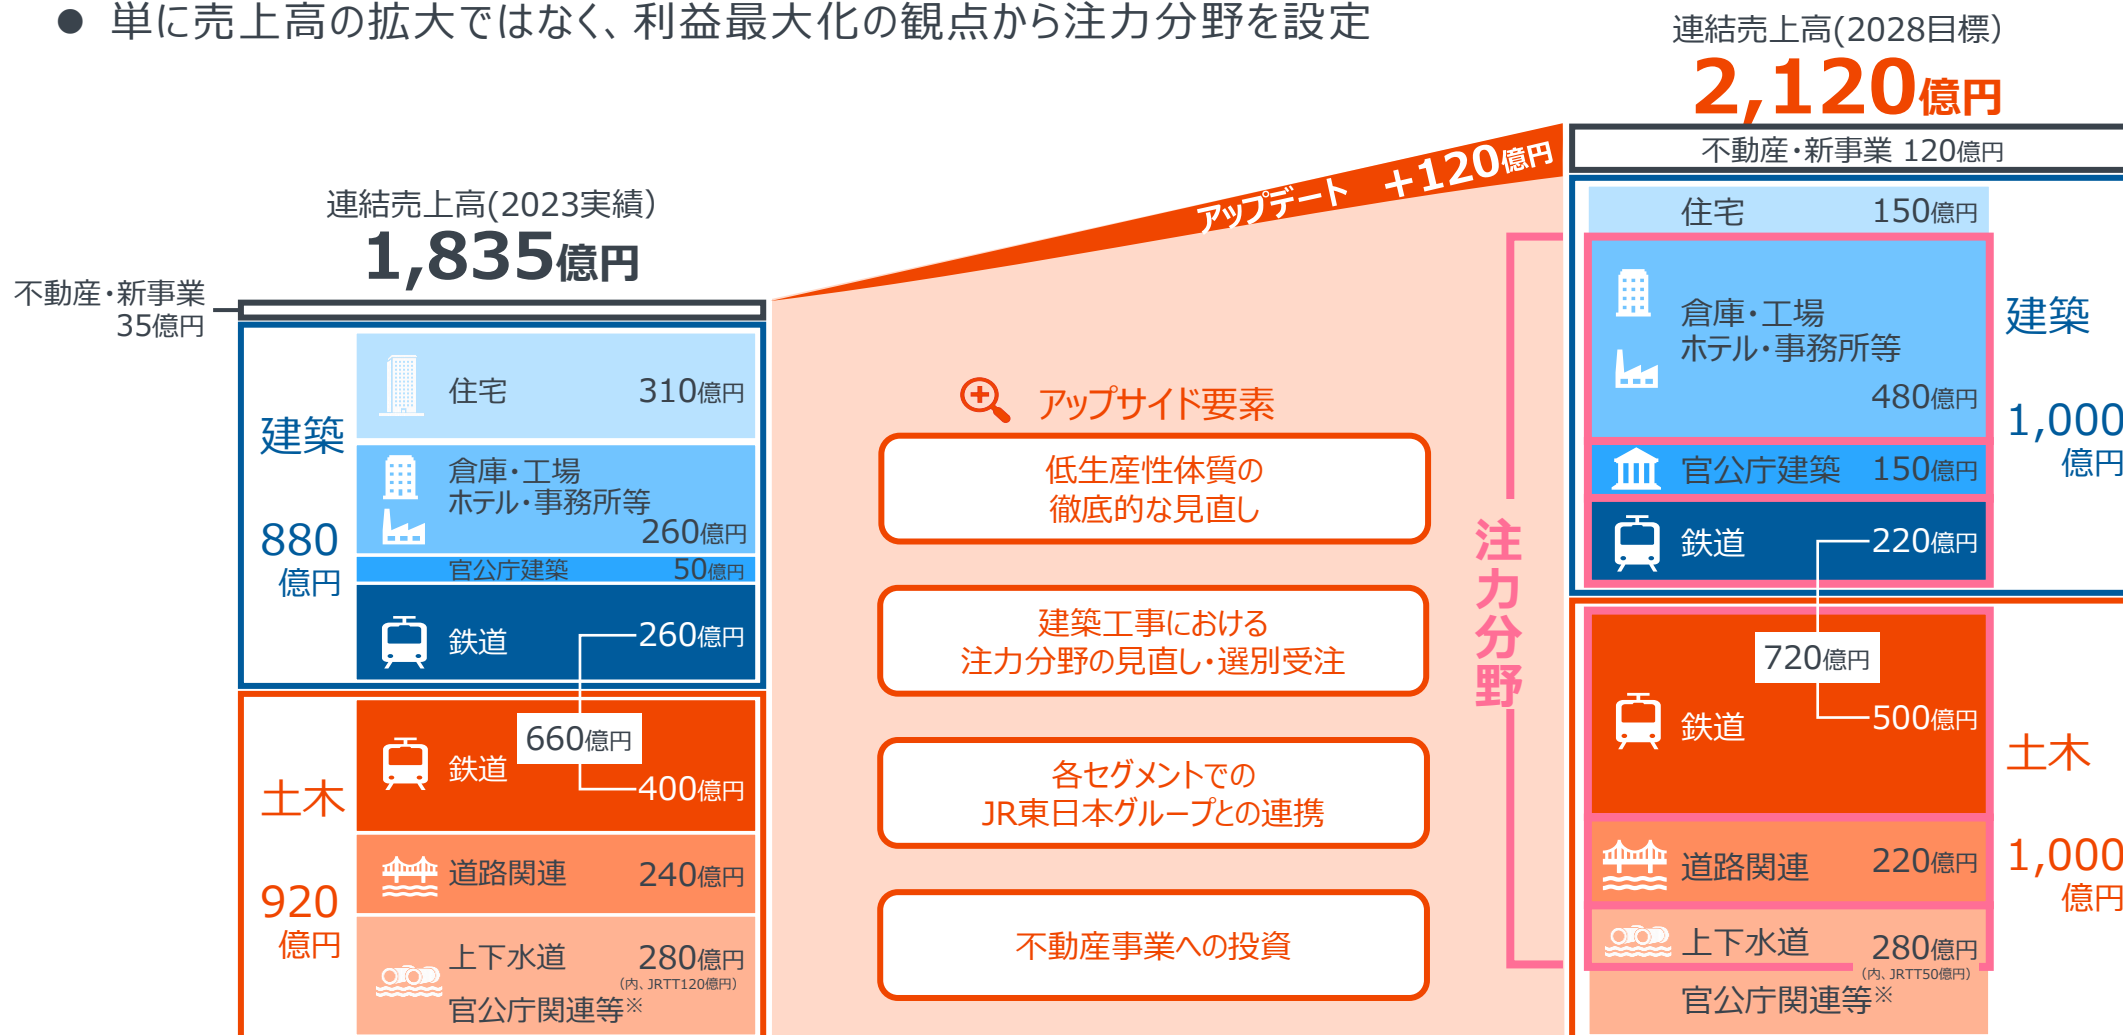 ● 単に売上高の拡大ではなく、利益最大化の観点から注力分野を設定
連結売上高(2023実績)
1,835億円
不動産・新事業
35億円
建築
880
億円
住宅 310億円
倉庫・工場
ホテル・事務所等
260億円
官公庁建築 50億円
鉄道 260億円
660億円
土木
920
億円
鉄道
400億円
道路関連 240億円
上下水道 280億円
(内、JRTT120億円)
官公庁関連等※
アップデート +120億円
アップサイド要素
低生産性体質の
徹底的な見直し
建築工事における
注力分野の見直し・選別受注
各セグメントでの
JR東日本グループとの連携
不動産事業への投資
注力分野
連結売上高(2028目標)
2,120億円
不動産・新事業 120億円
住宅 150億円
倉庫・工場
ホテル・事務所等
480億円
官公庁建築 150億円
鉄道 220億円
建築
1,000
億円
720億円
鉄道 500億円
道路関連 220億円
上下水道 280億円
(内、JRTT50億円)
官公庁関連等※
土木
1,000
億円